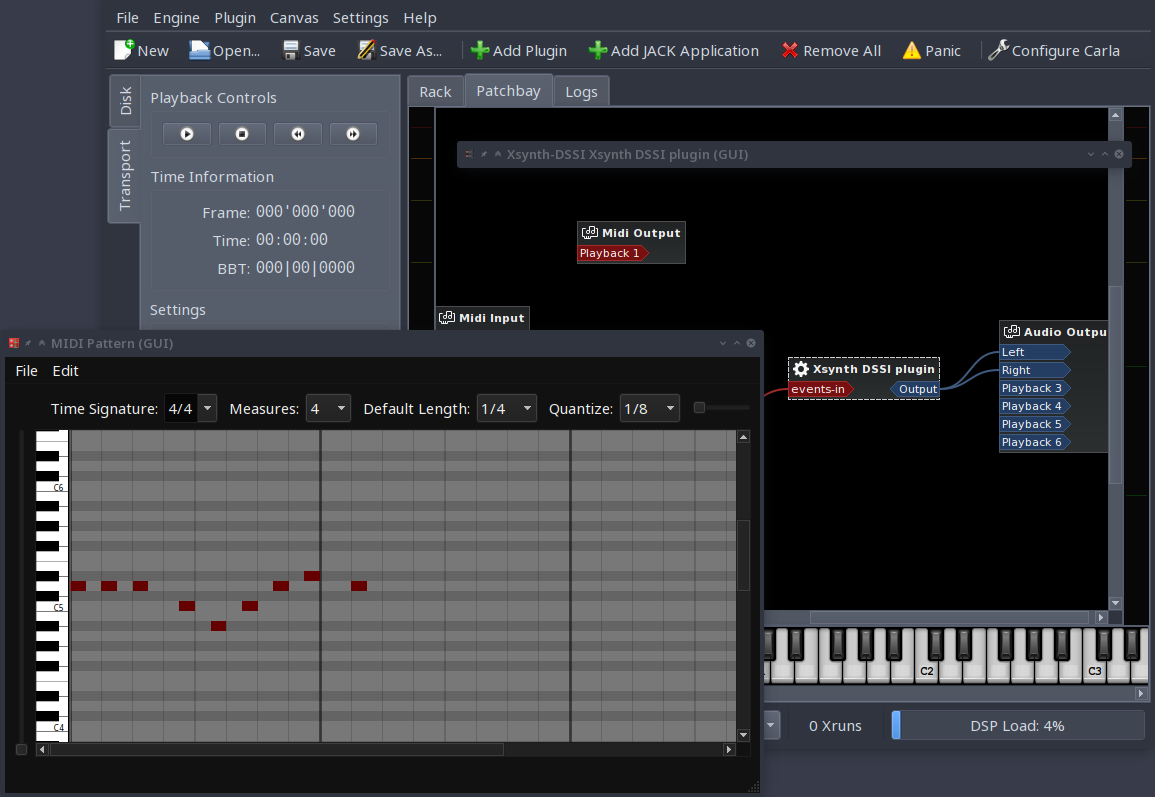 File Engine Plugin Canvas Settings Help
New Open... Save Save As... Add Plugin Add JACK Application Remove All Panic Configure Carla
Disk
Transport
Playback Controls
Time Information
Frame: 000'000'000
Time: 00:00:00
BBT: 000|00|0000
Settings
Rack Patchbay Logs
Xsynth-DSSI Xsynth DSSI plugin (GUI)
Midi Output
Playback 1
Midi Input
Xsynth DSSI plugin
events-in Output
Audio Outpu
Left
Right
Playback 3
Playback 4
Playback 5
Playback 6
MIDI Pattern (GUI)
File Edit
Time Signature: 4/4 Measures: 4 Default Length: 1/4 Quantize: 1/8
C6
C5
C4
C2 C3
0 Xruns DSP Load: 4%